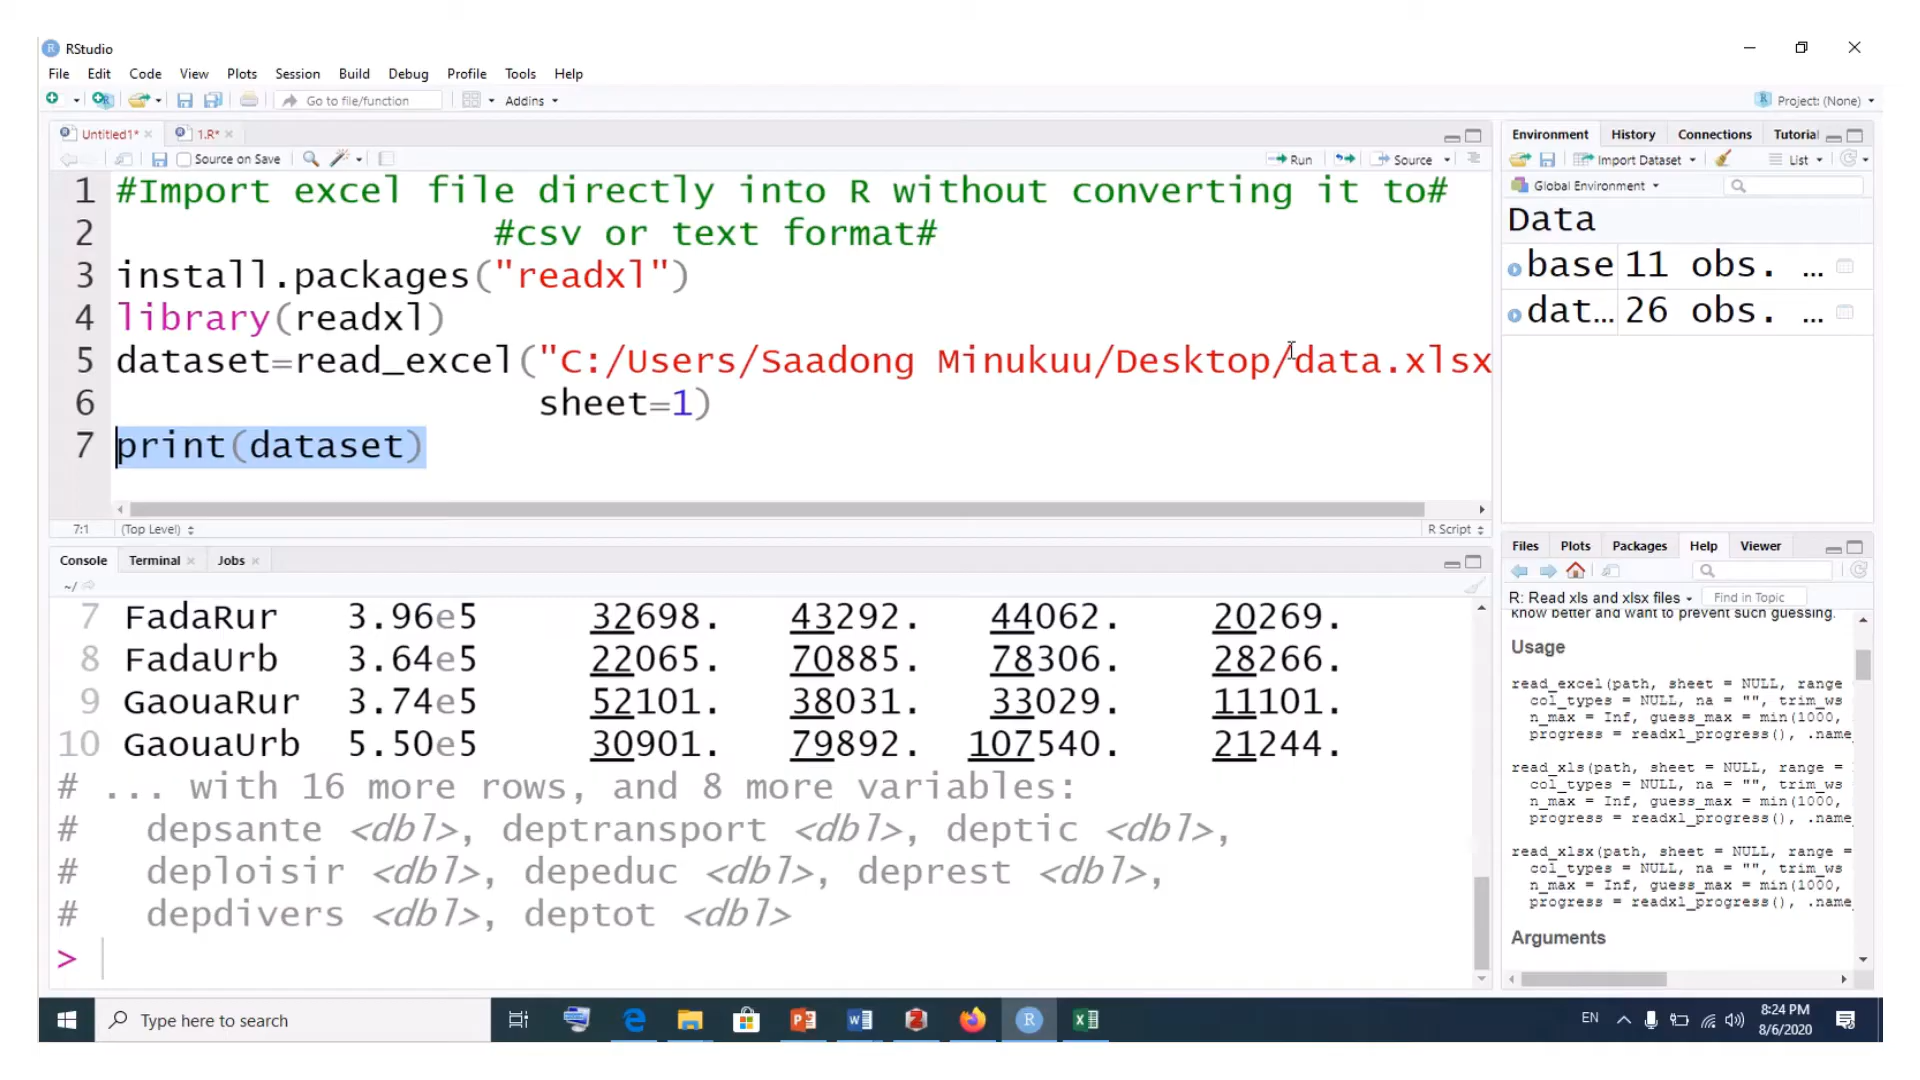 RStudio
File Edit Code View Plots Session Build Debug Profile Tools Help
Go to file/function Addins Project: (None)
Untitled1* 1.R*
Source on Save Run Source
1 #Import excel file directly into R without converting it to#
2 #csv or text format#
3 install.packages("readxl")
4 library(readxl)
5 dataset=read_excel("C:/Users/Saadong Minukuu/Desktop/data.xlsx
6 sheet=1)
7 print(dataset)
7:1 (Top Level) R Script
Console Terminal Jobs
~/
7 FadaRur 3.96e5 32698. 43292. 44062. 20269.
8 FadaUrb 3.64e5 22065. 70885. 78306. 28266.
9 GaouaRur 3.74e5 52101. 38031. 33029. 11101.
10 GaouaUrb 5.50e5 30901. 79892. 107540. 21244.
# ... with 16 more rows, and 8 more variables:
# depsante <dbl>, deptransport <dbl>, deptic <dbl>,
# deploisir <dbl>, depeduc <dbl>, deprest <dbl>,
# depdivers <dbl>, deptot <dbl>
>
Environment History Connections Tutorial
Import Dataset List
Global Environment
Data
base 11 obs. ...
dat... 26 obs. ...
Files Plots Packages Help Viewer
R: Read xls and xlsx files Find in Topic
know better and want to prevent such guessing.
Usage
read_excel(path, sheet = NULL, range =
col_types = NULL, na = "", trim_ws
n_max = Inf, guess_max = min(1000,
progress = readxl_progress(), .name_
read_xls(path, sheet = NULL, range =
col_types = NULL, na = "", trim_ws
n_max = Inf, guess_max = min(1000,
progress = readxl_progress(), .name_
read_xlsx(path, sheet = NULL, range =
col_types = NULL, na = "", trim_ws
n_max = Inf, guess_max = min(1000,
progress = readxl_progress(), .name_
Arguments
Type here to search
EN
8:24 PM
8/6/2020